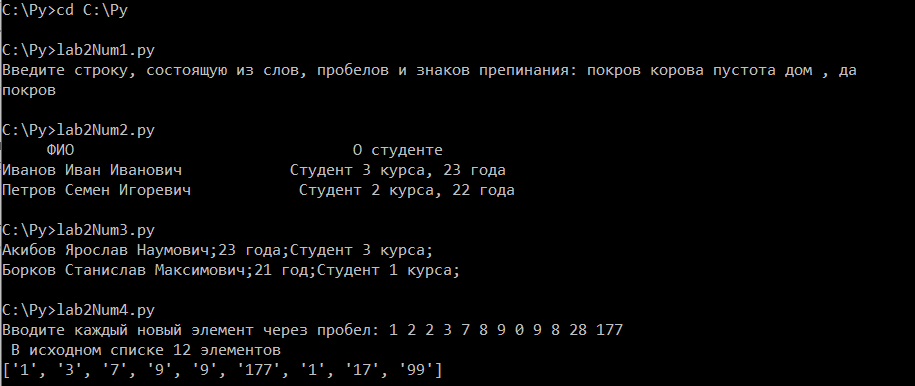 C:\Py>cd C:\Py
C:\Py>lab2Num1.py
Введите строку, состоящую из слов, пробелов и знаков препинания: покров корова пустота дом , да
покров
C:\Py>lab2Num2.py
ФИО О студенте
Иванов Иван Иванович Студент 3 курса, 23 года
Петров Семен Игоревич Студент 2 курса, 22 года
C:\Py>lab2Num3.py
Акибов Ярослав Наумович;23 года;Студент 3 курса;
Борков Станислав Максимович;21 год;Студент 1 курса;
C:\Py>lab2Num4.py
Вводите каждый новый элемент через пробел: 1 2 2 3 7 8 9 0 9 8 28 177
В исходном списке 12 элементов
['1', '3', '7', '9', '9', '177', '1', '17', '99']